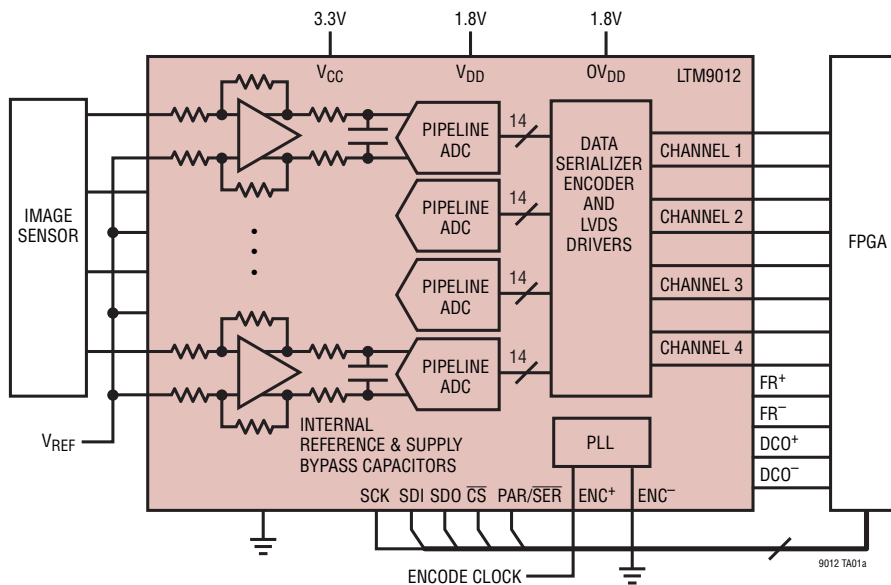 3.3V
1.8V
1.8V
VCC
VDD
OVDD
LTM9012
IMAGE
SENSOR
PIPELINE
ADC
14
PIPELINE
ADC
14
PIPELINE
ADC
14
PIPELINE
ADC
14
DATA
SERIALIZER
ENCODER
AND
LVDS
DRIVERS
CHANNEL 1
CHANNEL 2
CHANNEL 3
CHANNEL 4
FPGA
FR+
FR–
DCO+
DCO–
VREF
INTERNAL
REFERENCE & SUPPLY
BYPASS CAPACITORS
PLL
SCK
SDI
SDO
CS
PAR/SER
ENC+
ENC–
ENCODE CLOCK
9012 TA01a